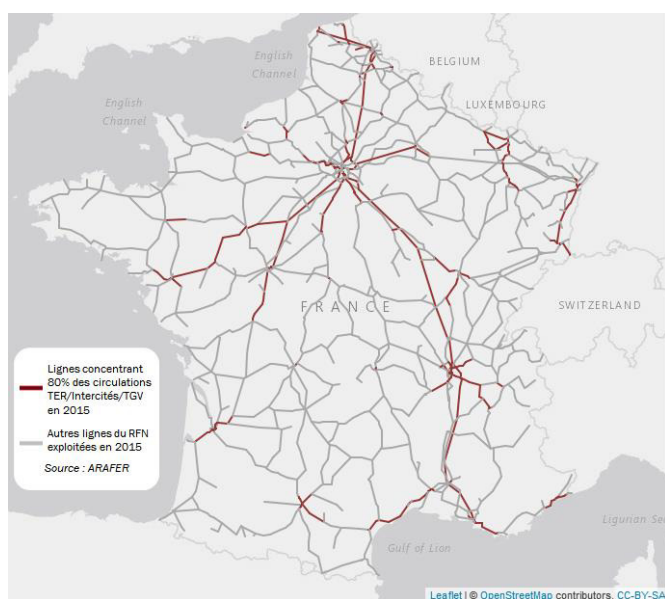 English
Channel
BELGIUM
LUXEMBOURG
English
Channel
FRANCE
SWITZERLAND
Lignes concentrant
80% des circulations
TER/Intercités/TGV
en 2015
Autres lignes du RFN
exploitées en 2015
Source : ARAFER
Ligurian Sea
Gulf of Lion
Leaflet | © OpenStreetMap contributors, CC-BY-SA